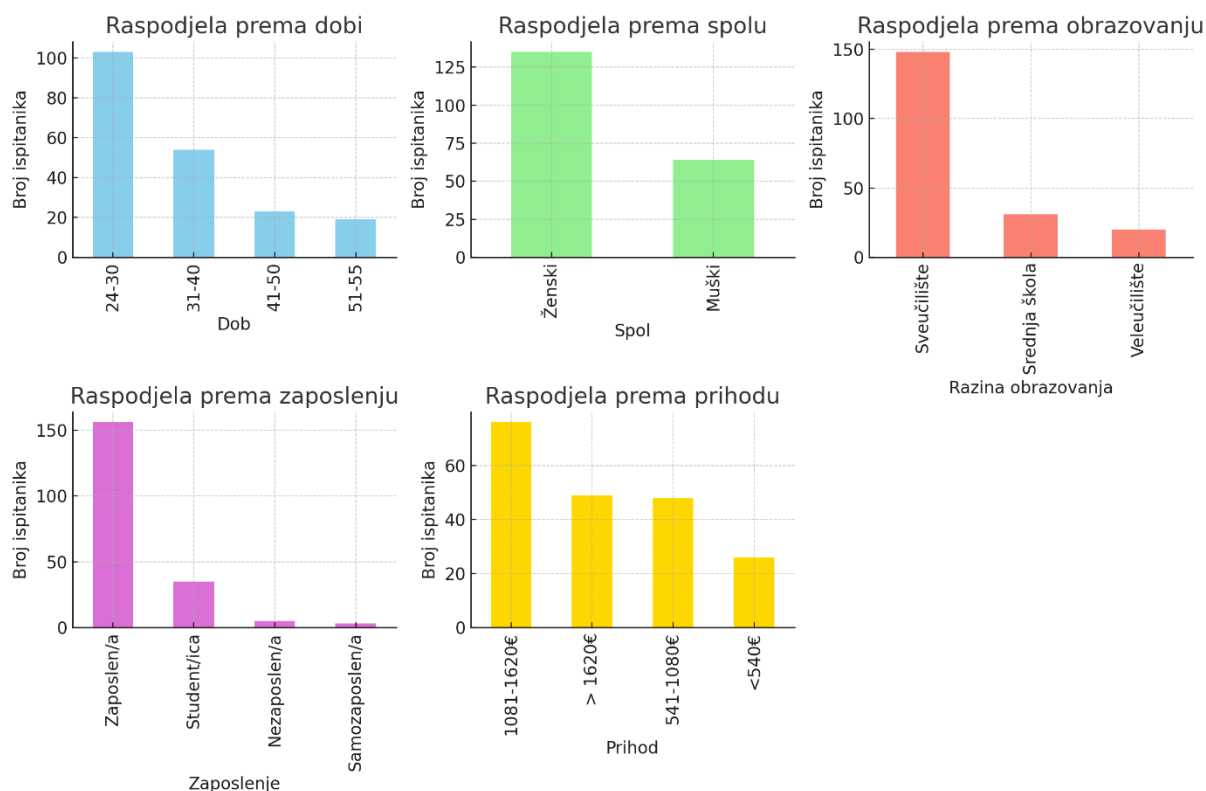 Raspodjela prema dobi
100
80
60
40
20
0
Broj ispitanika
24-30
31-40
41-50
51-55
Dob
Raspodjela prema spolu
125
100
75
50
25
0
Broj ispitanika
Ženski
Muški
Spol
Raspodjela prema obrazovanju
150
100
50
0
Broj ispitanika
Sveučilište
Srednja škola
Veleučilište
Razina obrazovanja
Raspodjela prema zaposlenju
150
100
50
0
Broj ispitanika
Zaposlen/a
Student/ica
Nezaposlen/a
Samozaposlen/a
Zaposlenje
Raspodjela prema prihodu
60
40
20
0
Broj ispitanika
1081-1620€
> 1620€
541-1080€
<540€
Prihod